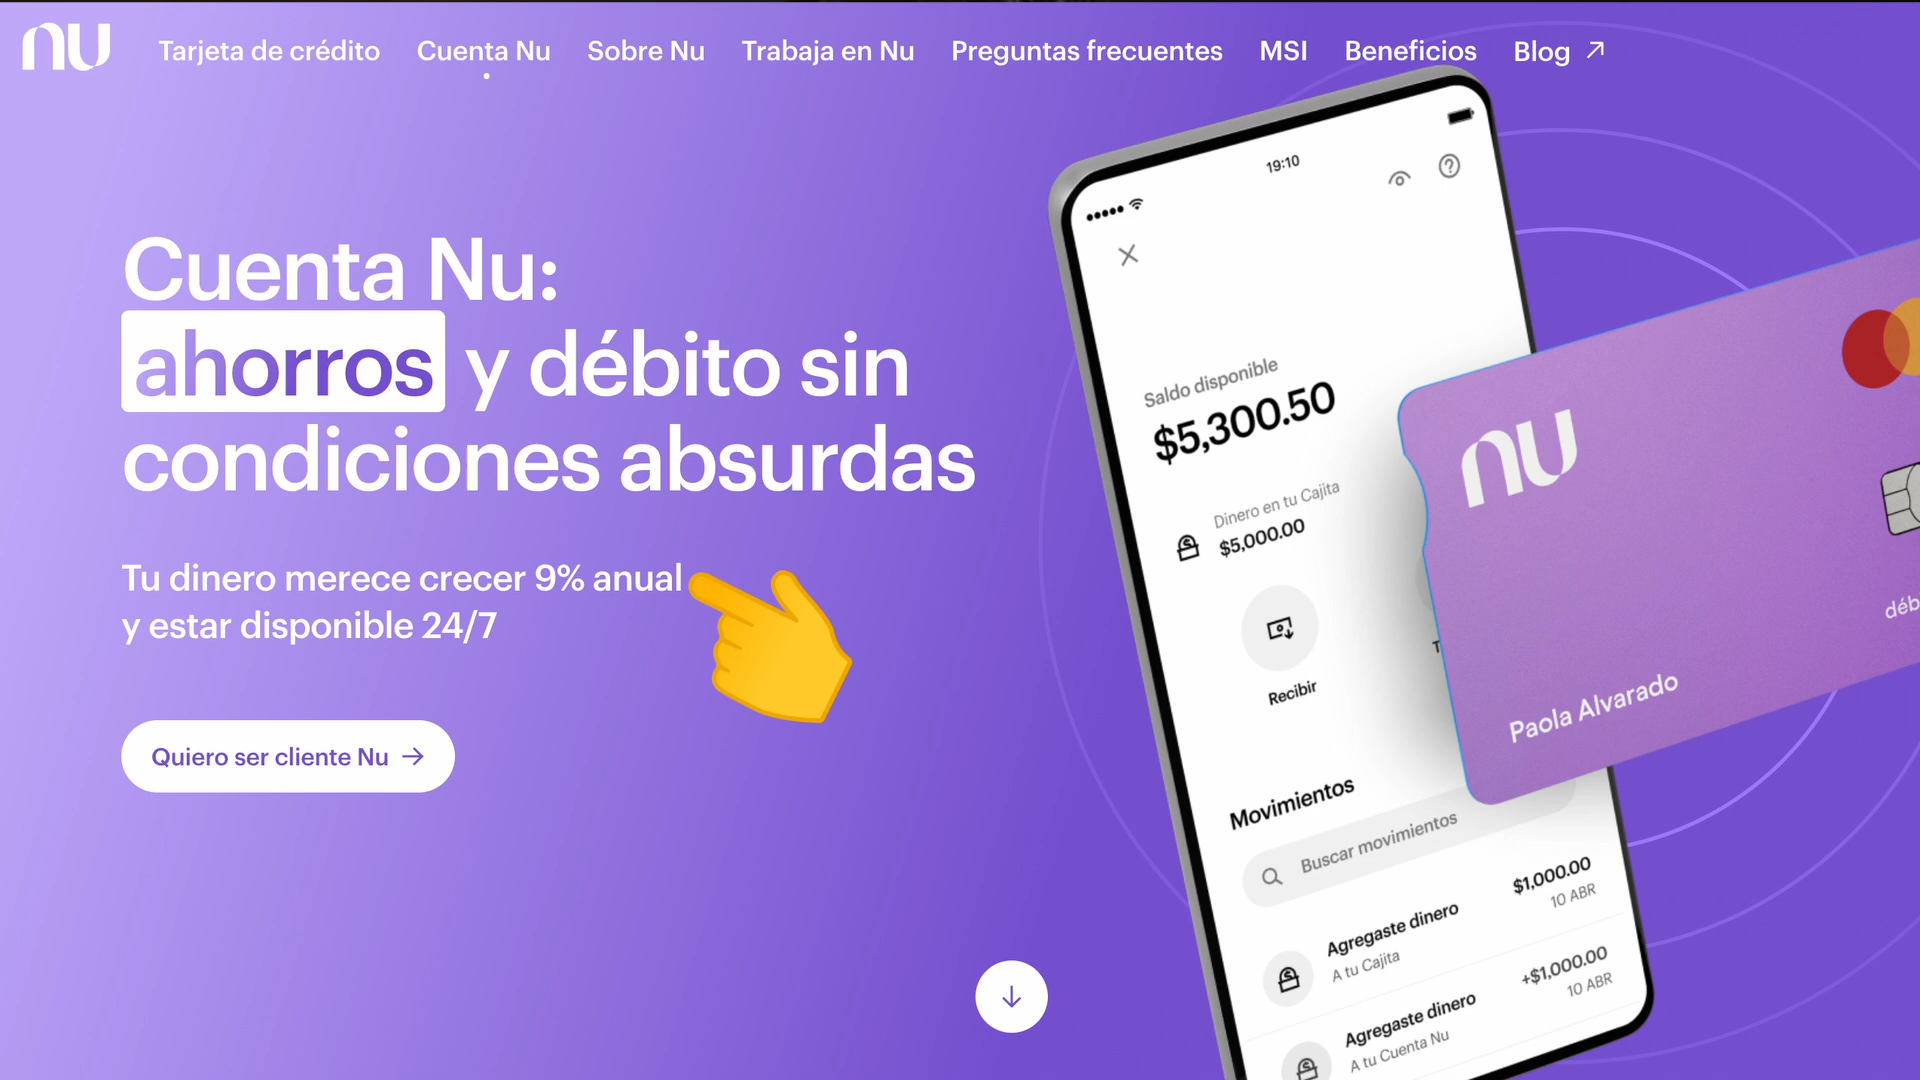 nu Tarjeta de crédito Cuenta Nu Sobre Nu Trabaja en Nu Preguntas frecuentes MSI Beneficios Blog
Cuenta Nu:
ahorros y débito sin
condiciones absurdas
Tu dinero merece crecer 9% anual
y estar disponible 24/7
Quiero ser cliente Nu
19:10
Saldo disponible
$5,300.50
Dinero en tu Cajita
$5,000.00
Recibir
Movimientos
Buscar movimientos
Agregaste dinero $1,000.00
A tu Cajita 10 ABR
Agregaste dinero +$1,000.00
A tu Cuenta Nu 10 ABR
nu
Paola Alvarado